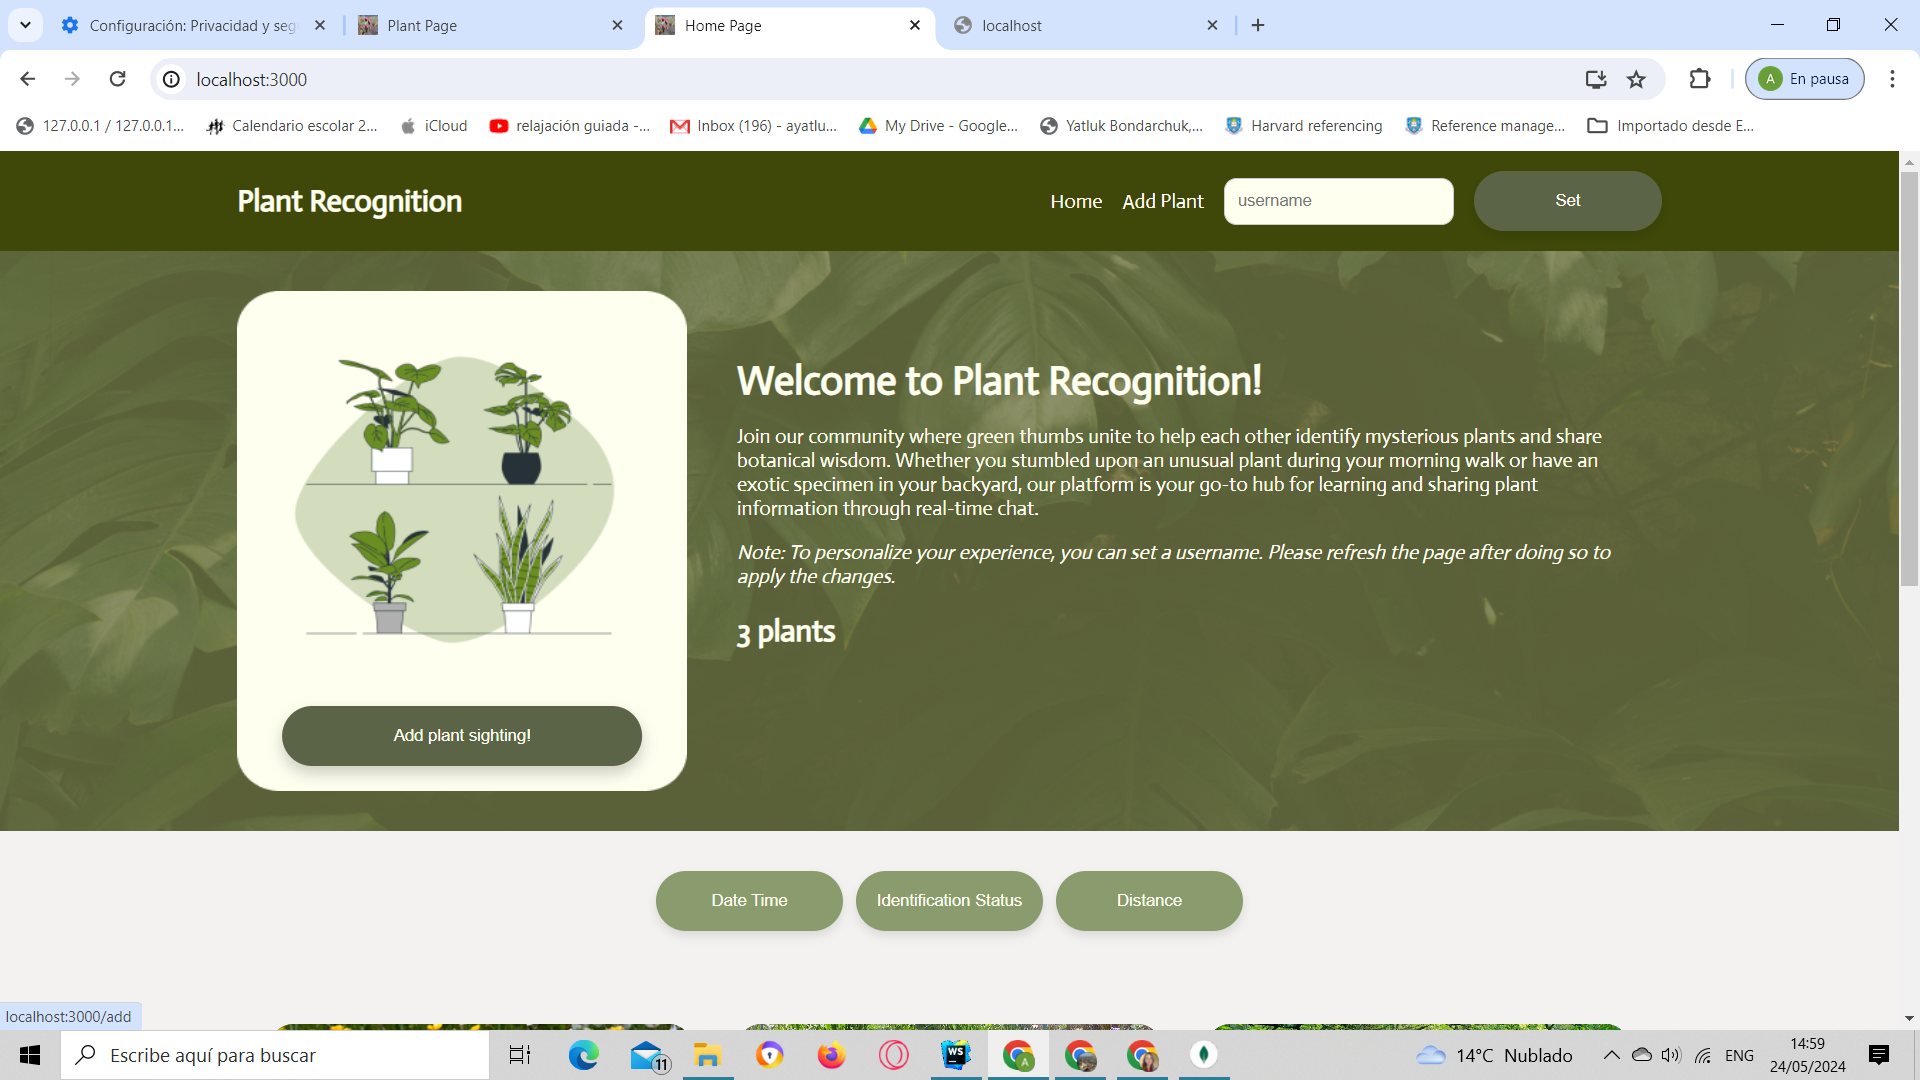 Configuración: Privacidad y seg
Plant Page
Home Page
localhost
localhost:3000
A En pausa
127.0.0.1 / 127.0.0.1...
Calendario escolar 2...
iCloud
relajación guiada -...
Inbox (196) - ayatlu...
My Drive - Google...
Yatluk Bondarchuk,...
Harvard referencing
Reference manage...
Importado desde E...
Plant Recognition
Home
Add Plant
username
Set
Welcome to Plant Recognition!
Join our community where green thumbs unite to help each other identify mysterious plants and share
botanical wisdom. Whether you stumbled upon an unusual plant during your morning walk or have an
exotic specimen in your backyard, our platform is your go-to hub for learning and sharing plant
information through real-time chat.
Note: To personalize your experience, you can set a username. Please refresh the page after doing so to
apply the changes.
3 plants
Add plant sighting!
Date Time
Identification Status
Distance
localhost:3000/add
Escribe aquí para buscar
11
WS
A
14°C Nublado
ENG
14:59
24/05/2024